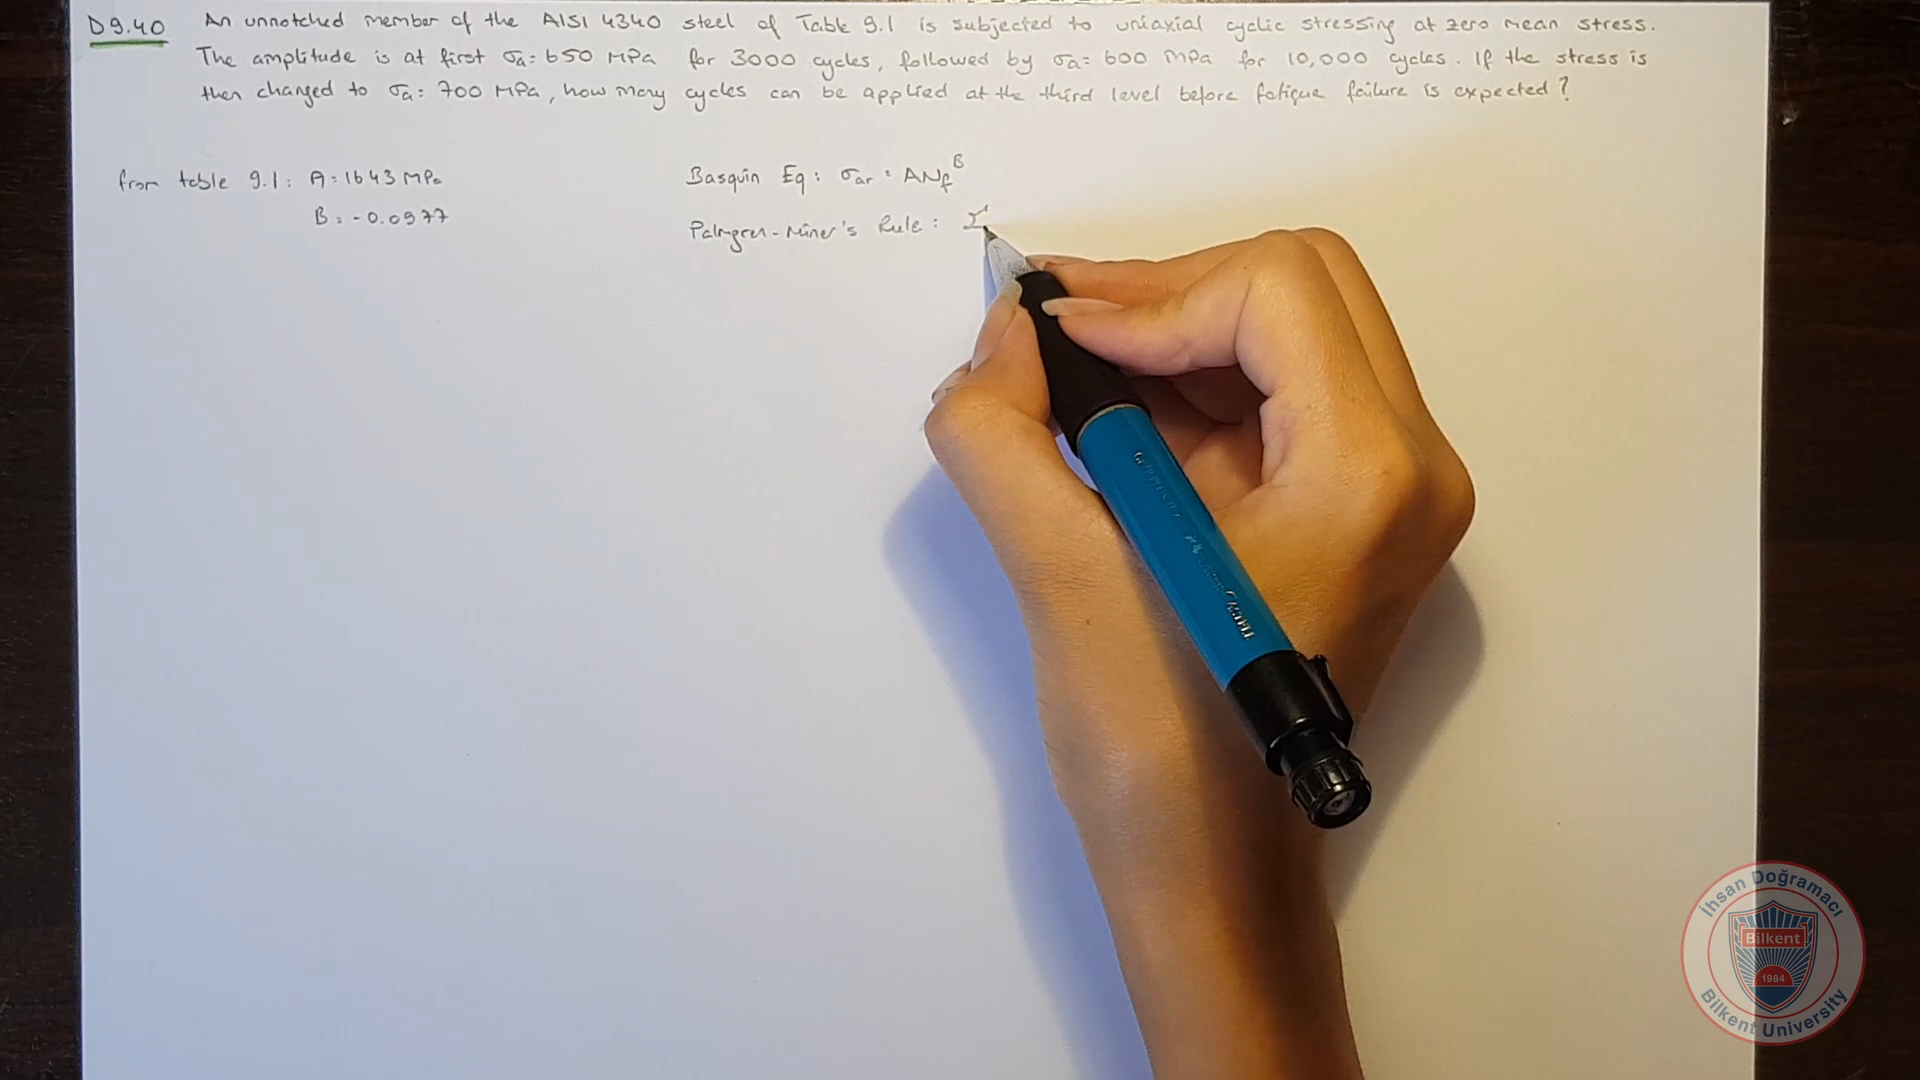 D9.40 An unnotched member of the AISI 4340 steel of Table 9.1 is subjected to uniaxial cyclic stressing at zero mean stress.
The amplitude is at first σa = 650 MPa for 3000 cycles, followed by σa = 600 MPa for 10,000 cycles. If the stress is
then changed to σa = 700 MPa, how many cycles can be applied at the third level before fatigue failure is expected?
from table 9.1: A = 1643 MPa
B = -0.0977
Basquin Eq: σar = ANf^B
Palmgren-Miner's Rule: Σ
İhsan Doğramacı
Bilkent
1984
Bilkent University